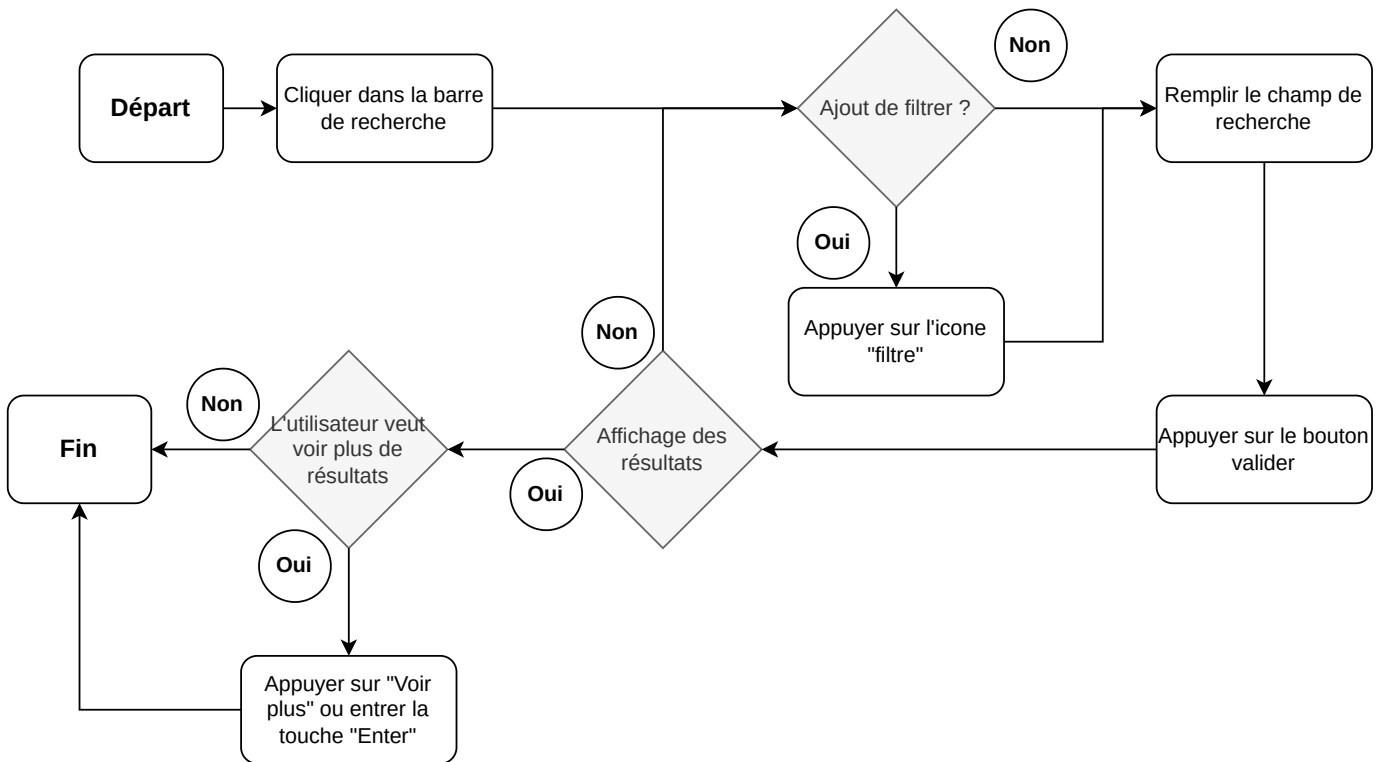 Départ
Cliquer dans la barre
de recherche
Ajout de filtrer ?
Non
Remplir le champ de
recherche
Oui
Appuyer sur l'icone
"filtre"
Non
Affichage des
résultats
Appuyer sur le bouton
valider
Oui
L'utilisateur veut
voir plus de
résultats
Non
Fin
Oui
Appuyer sur "Voir
plus" ou entrer la
touche "Enter"